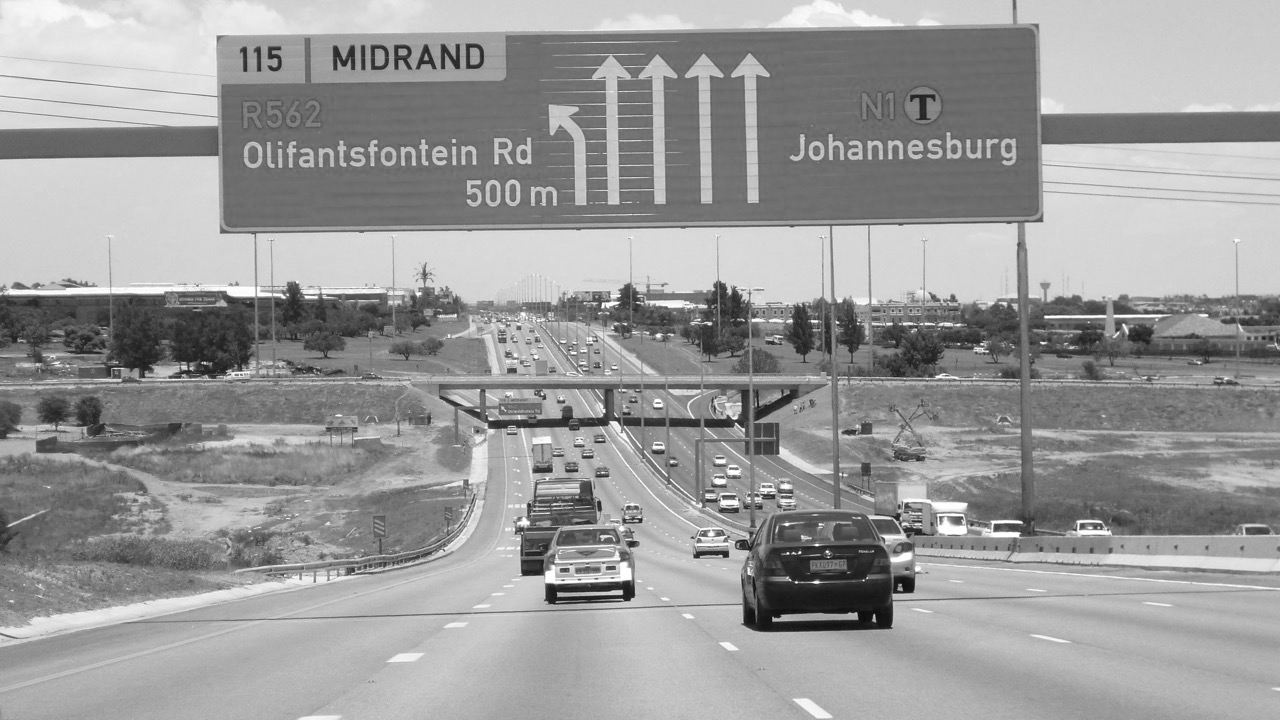 115 MIDRAND
R562
Olifantsfontein Rd
500 m
N1 T
Johannesburg